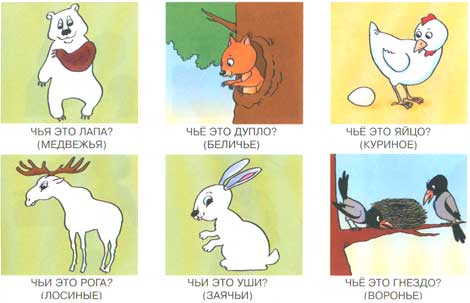 ЧЬЯ ЭТО ЛАПА?
(МЕДВЕЖЬЯ)
ЧЬЁ ЭТО ДУПЛО?
(БЕЛИЧЬЕ)
ЧЬЁ ЭТО ЯЙЦО?
(КУРИНОЕ)
ЧЬИ ЭТО РОГА?
(ЛОСИНЫЕ)
ЧЬИ ЭТО УШИ?
(ЗАЯЧЬИ)
ЧЬЁ ЭТО ГНЕЗДО?
(ВОРОНЬЕ)